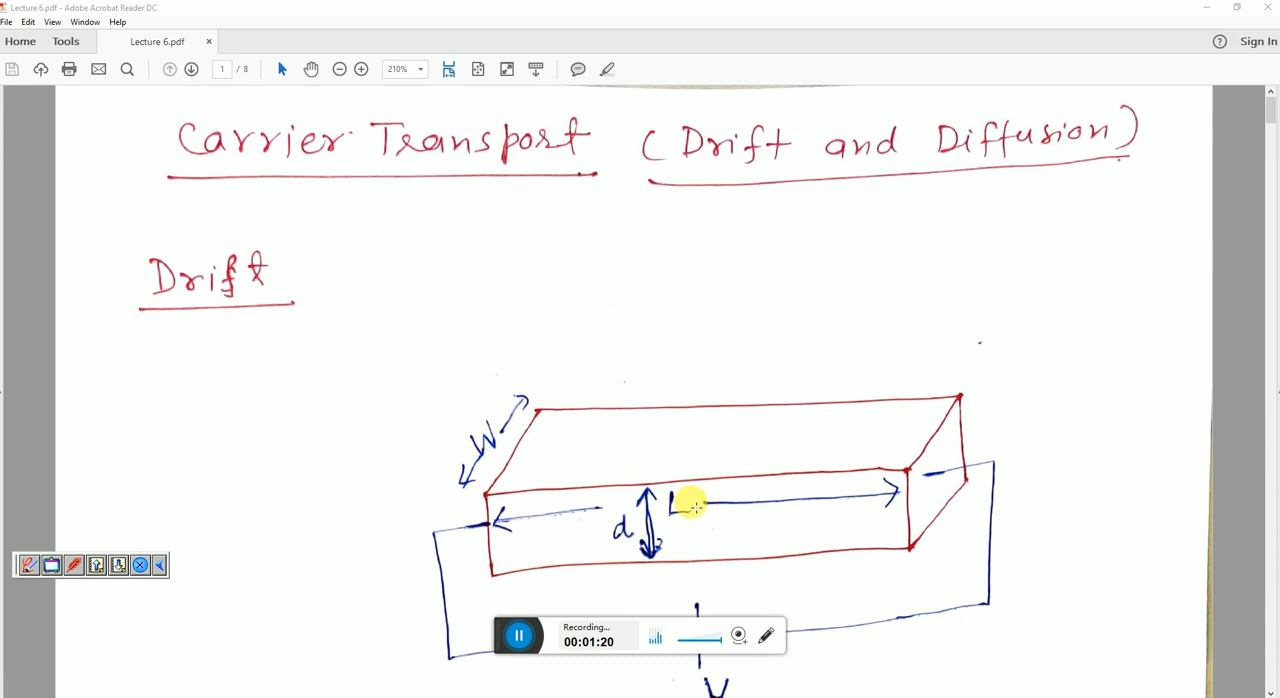 Lecture 6.pdf - Adobe Acrobat Reader DC
File Edit View Window Help
Home Tools Lecture 6.pdf × ? Sign In
1 / 8 210%
Carrier Transport (Drift and Diffusion)
Drift
W
L
d
Recording...
00:01:20
V